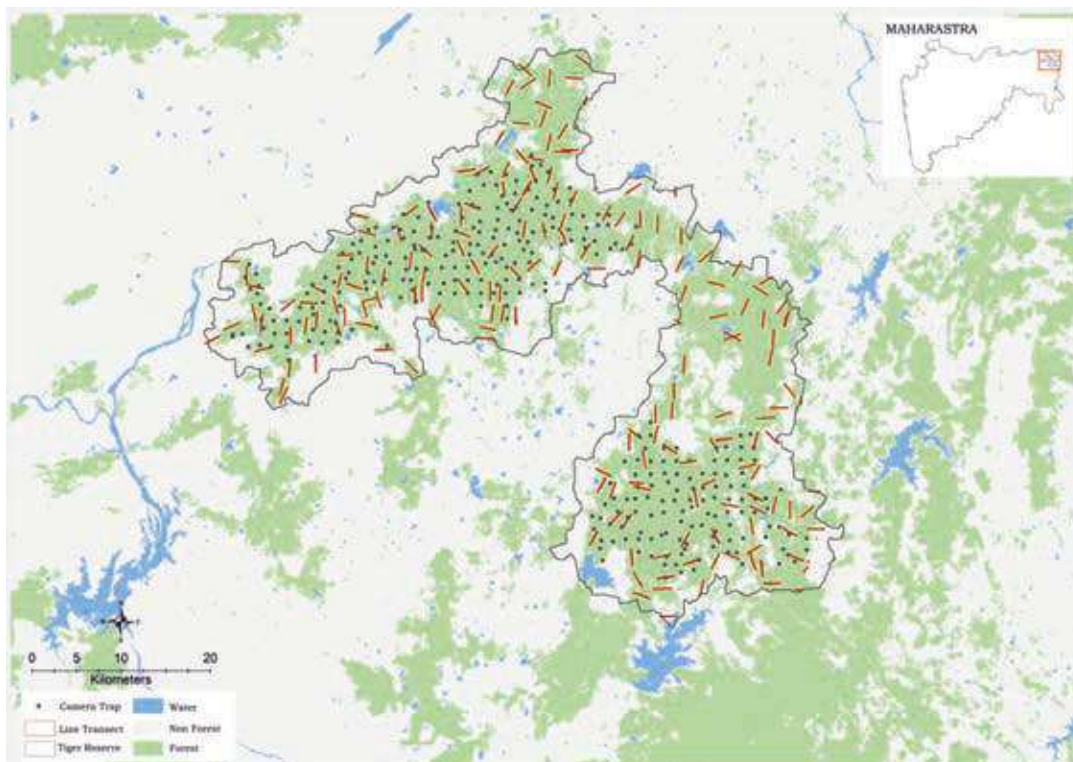 MAHARASTRA
0 5 10 20
Kilometers
Camera Trap Water
Line Transect Non Forest
Tiger Reserve Forest